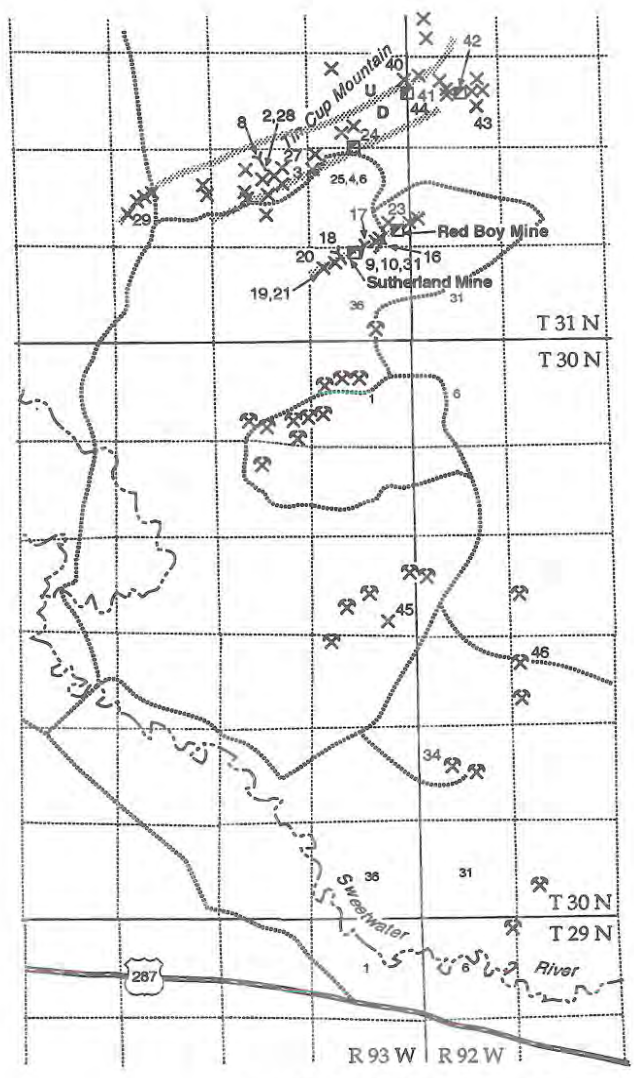 42
40
Tin Cup Mountain
U
41
D
44
43
2,28
8
24
27
3
25,4,6
29
17
23
Red Boy Mine
18
16
20
9,10,31
Sutherland Mine
19,21
36
31
T 31 N
T 30 N
1
6
45
46
34
36
31
Sweetwater
T 30 N
T 29 N
1
6
River
287
R 93 W
R 92 W